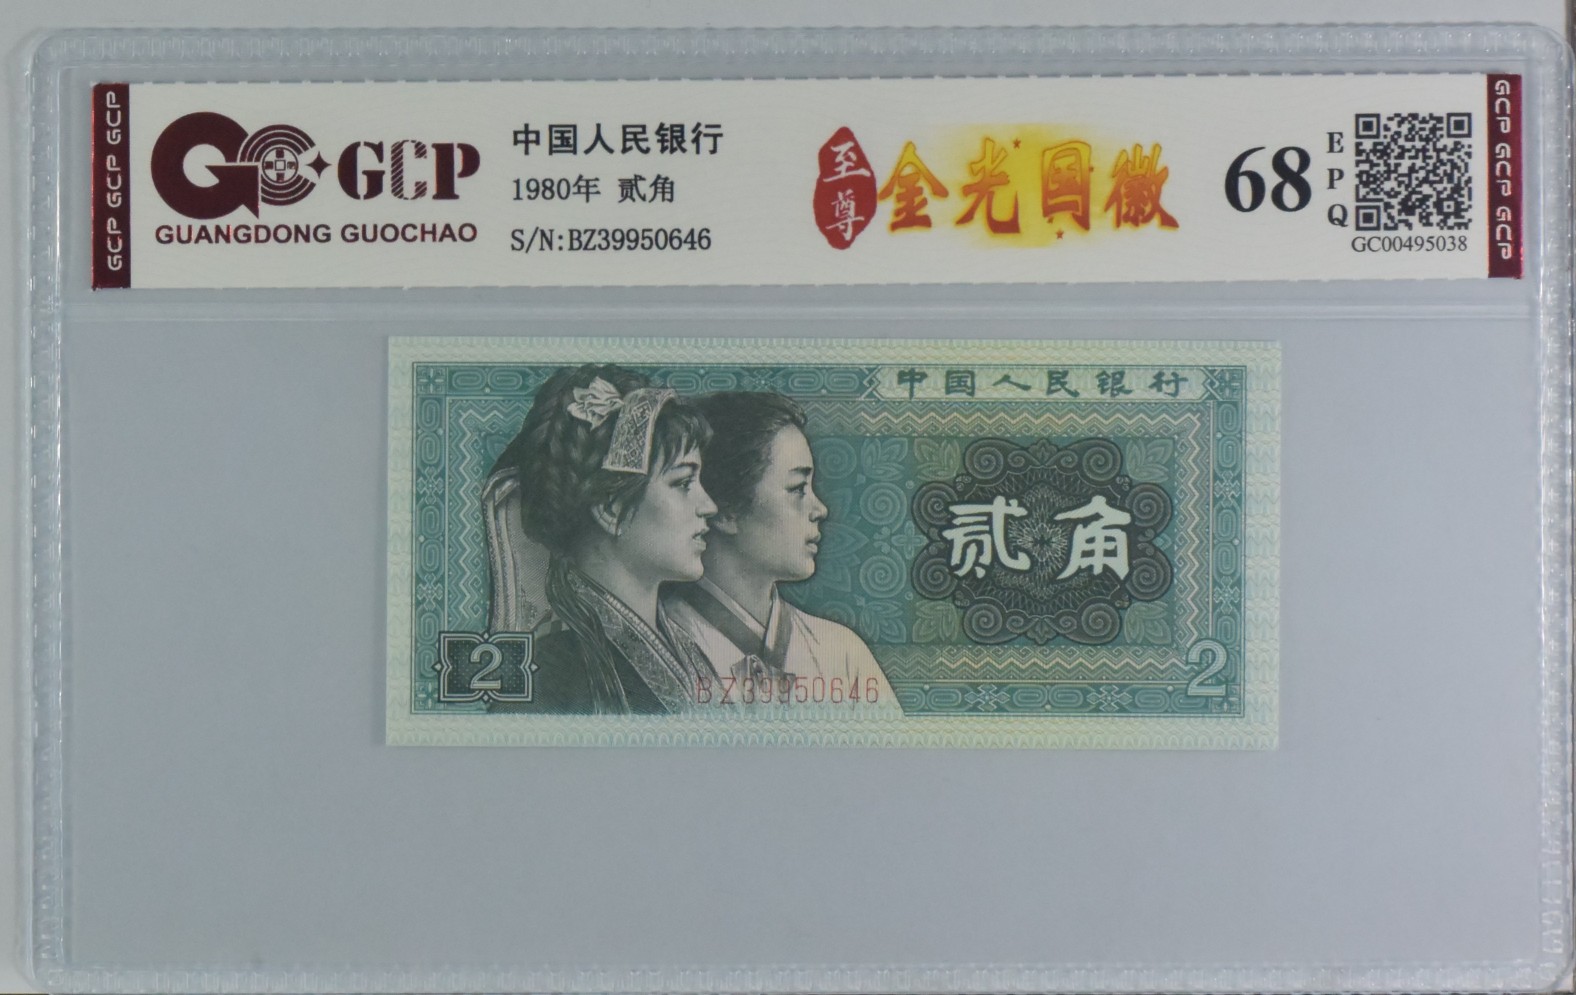 GCP GCP GCP
GCP
GUANGDONG GUOCHAO
中国人民银行
1980年 贰角
S/N:BZ39950646
至尊
金光国徽
68
EPQ
GC00495038
GCP GCP GCP
中国人民银行
贰角
2
2
BZ39950646